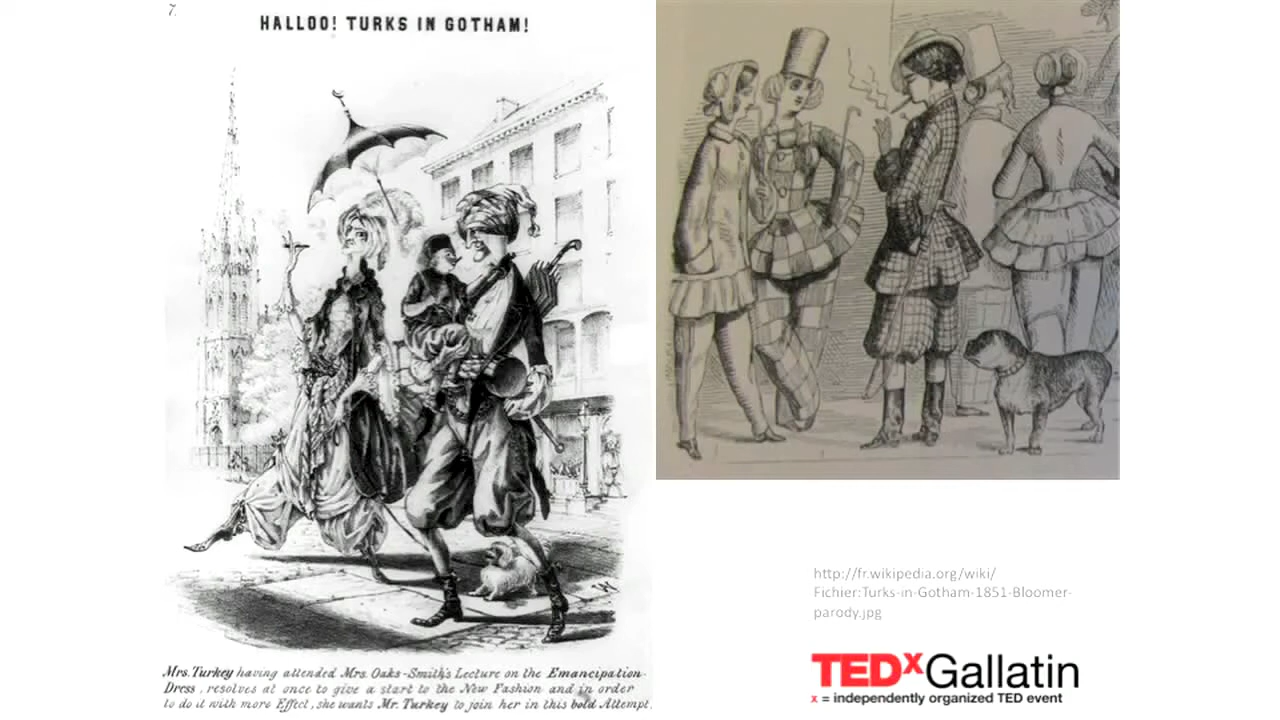 7.
HALLOO! TURKS IN GOTHAM!
Mrs. Turkey having attended Mrs. Oaks-Smith's Lecture on the Emancipation-
Dress, resolves at once to give a start to the New Fashion and in order
to do it with more Effect, she wants Mr. Turkey to join her in this bold Attempt.
http://fr.wikipedia.org/wiki/
Fichier:Turks-in-Gotham-1851-Bloomer-
parody.jpg
TEDxGallatin
x = independently organized TED event